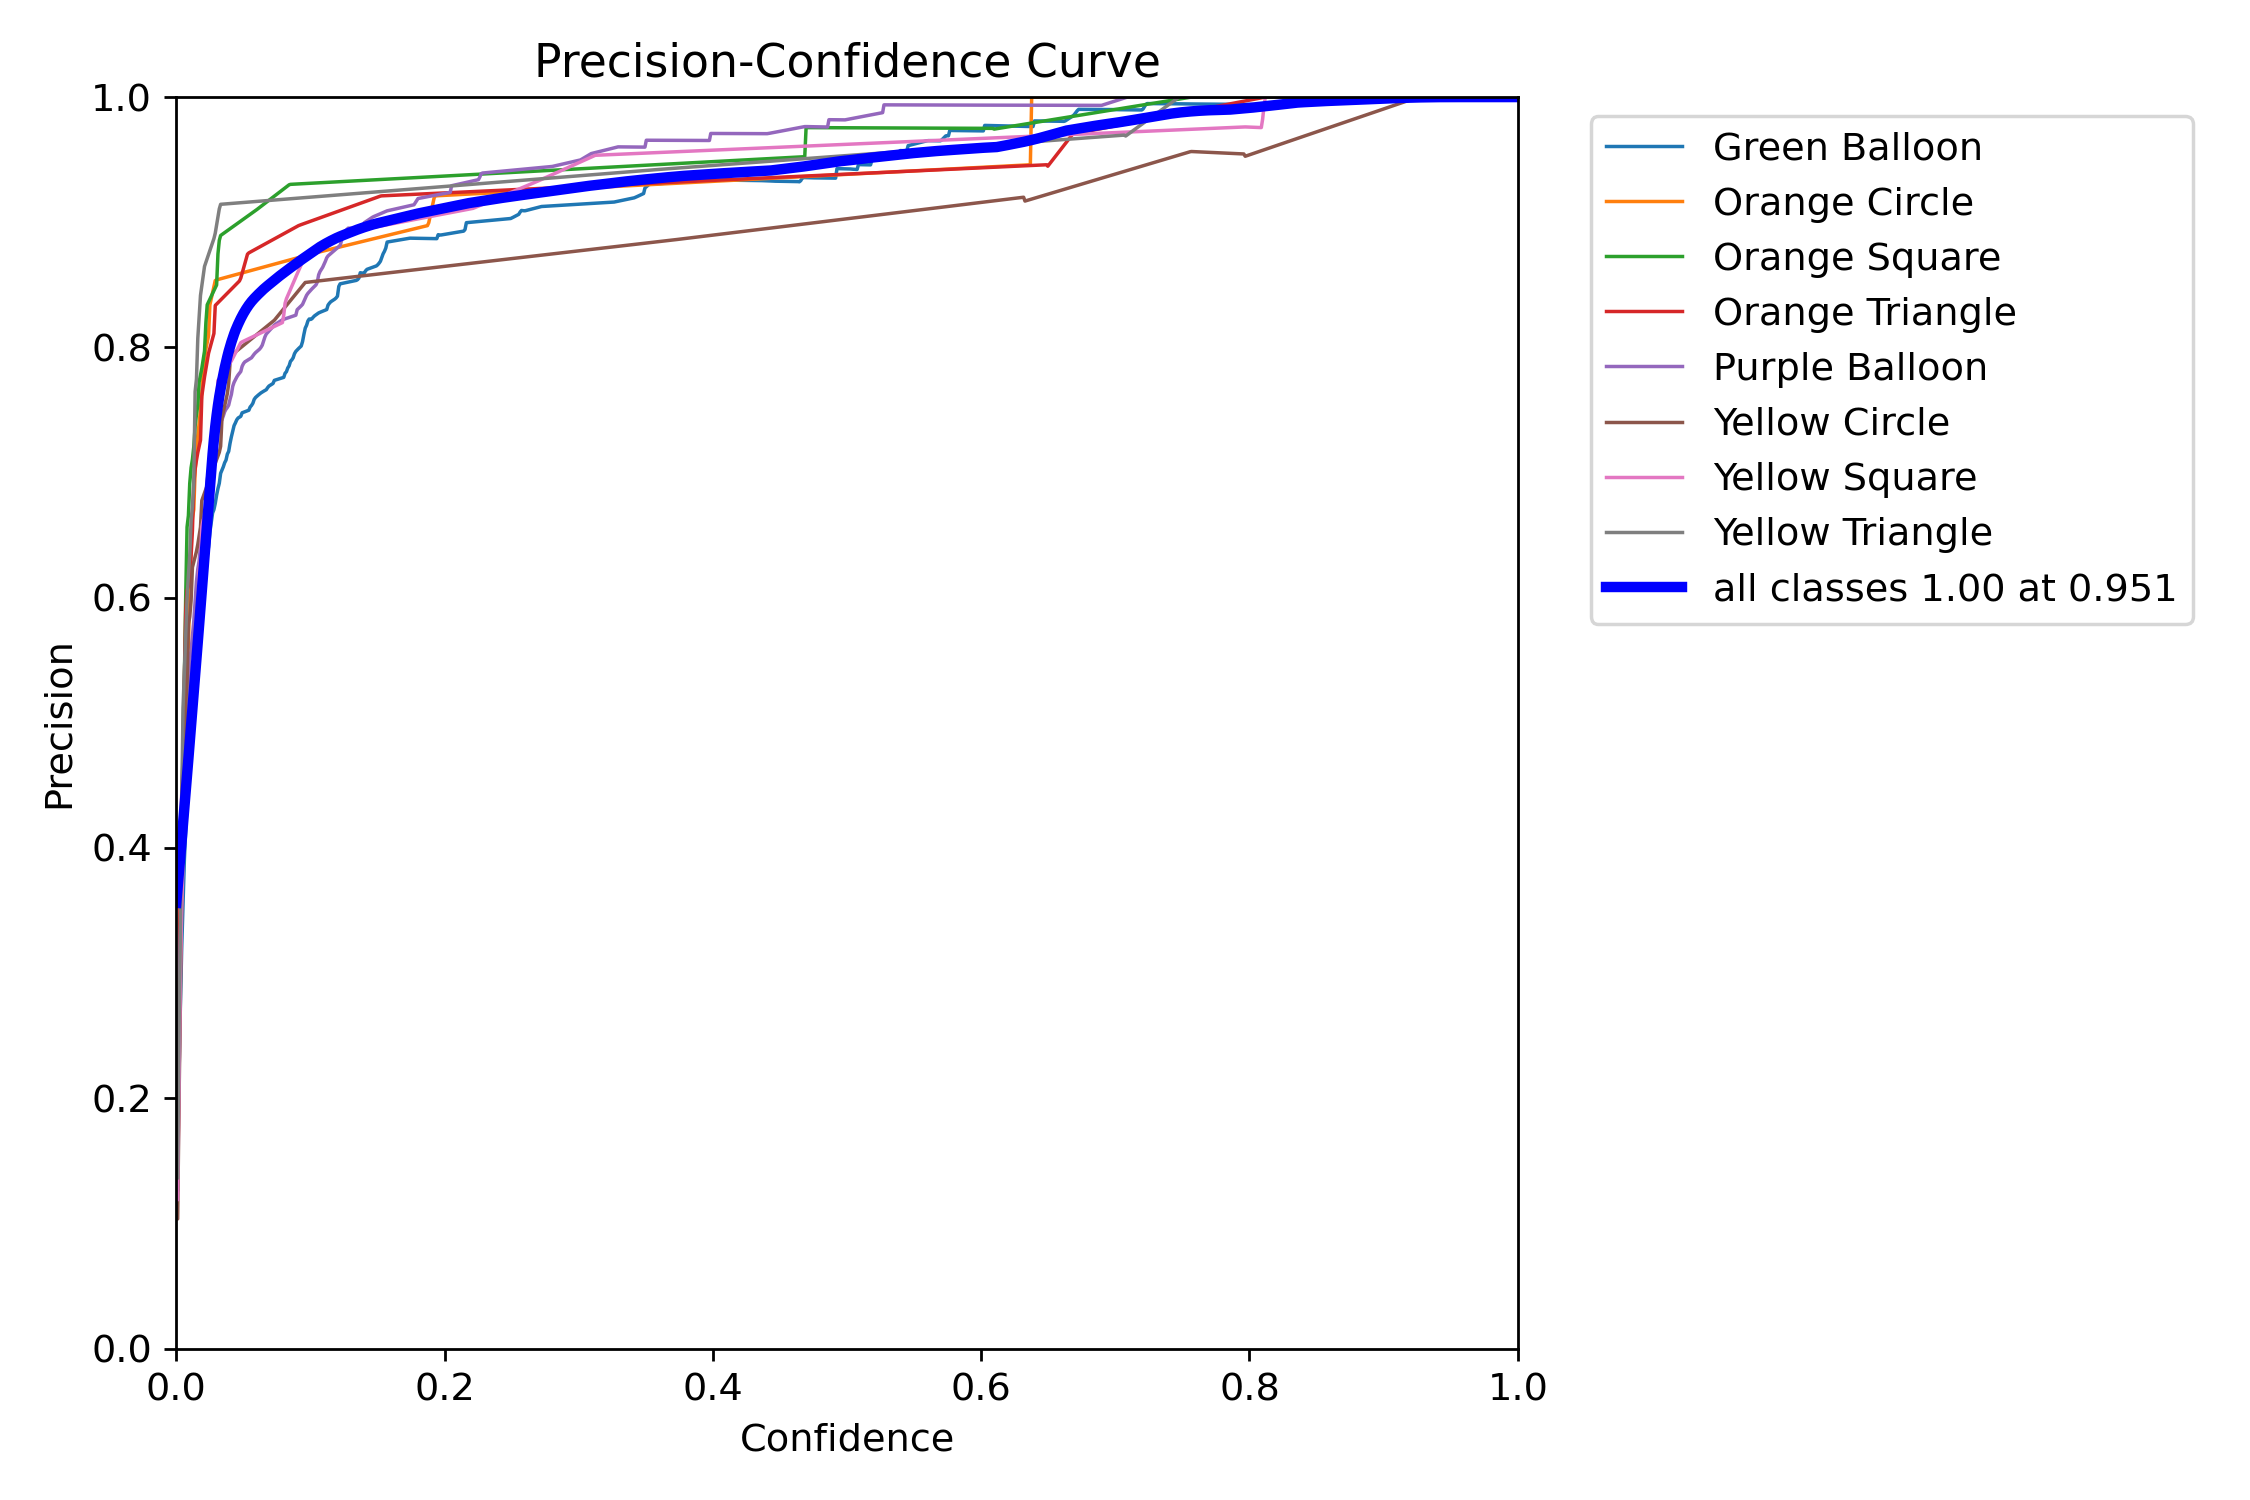 Precision-Confidence Curve
1.0
0.8
0.6
0.4
0.2
0.0
Precision
0.0 0.2 0.4 0.6 0.8 1.0
Confidence
Green Balloon
Orange Circle
Orange Square
Orange Triangle
Purple Balloon
Yellow Circle
Yellow Square
Yellow Triangle
all classes 1.00 at 0.951